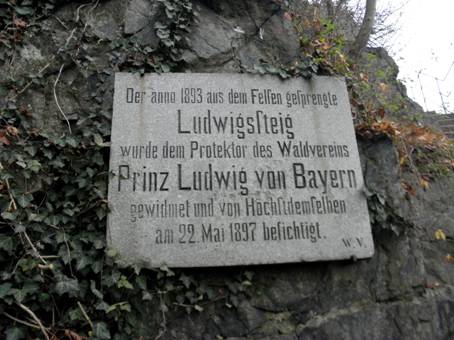 Der anno 1893 aus dem Felsen gesprengte
Ludwigsteig
wurde dem Protektor des Waldvereins
Prinz Ludwig von Bayern
gewidmet und von Höchstdemselben
am 22. Mai 1897 besichtigt.
W.V.